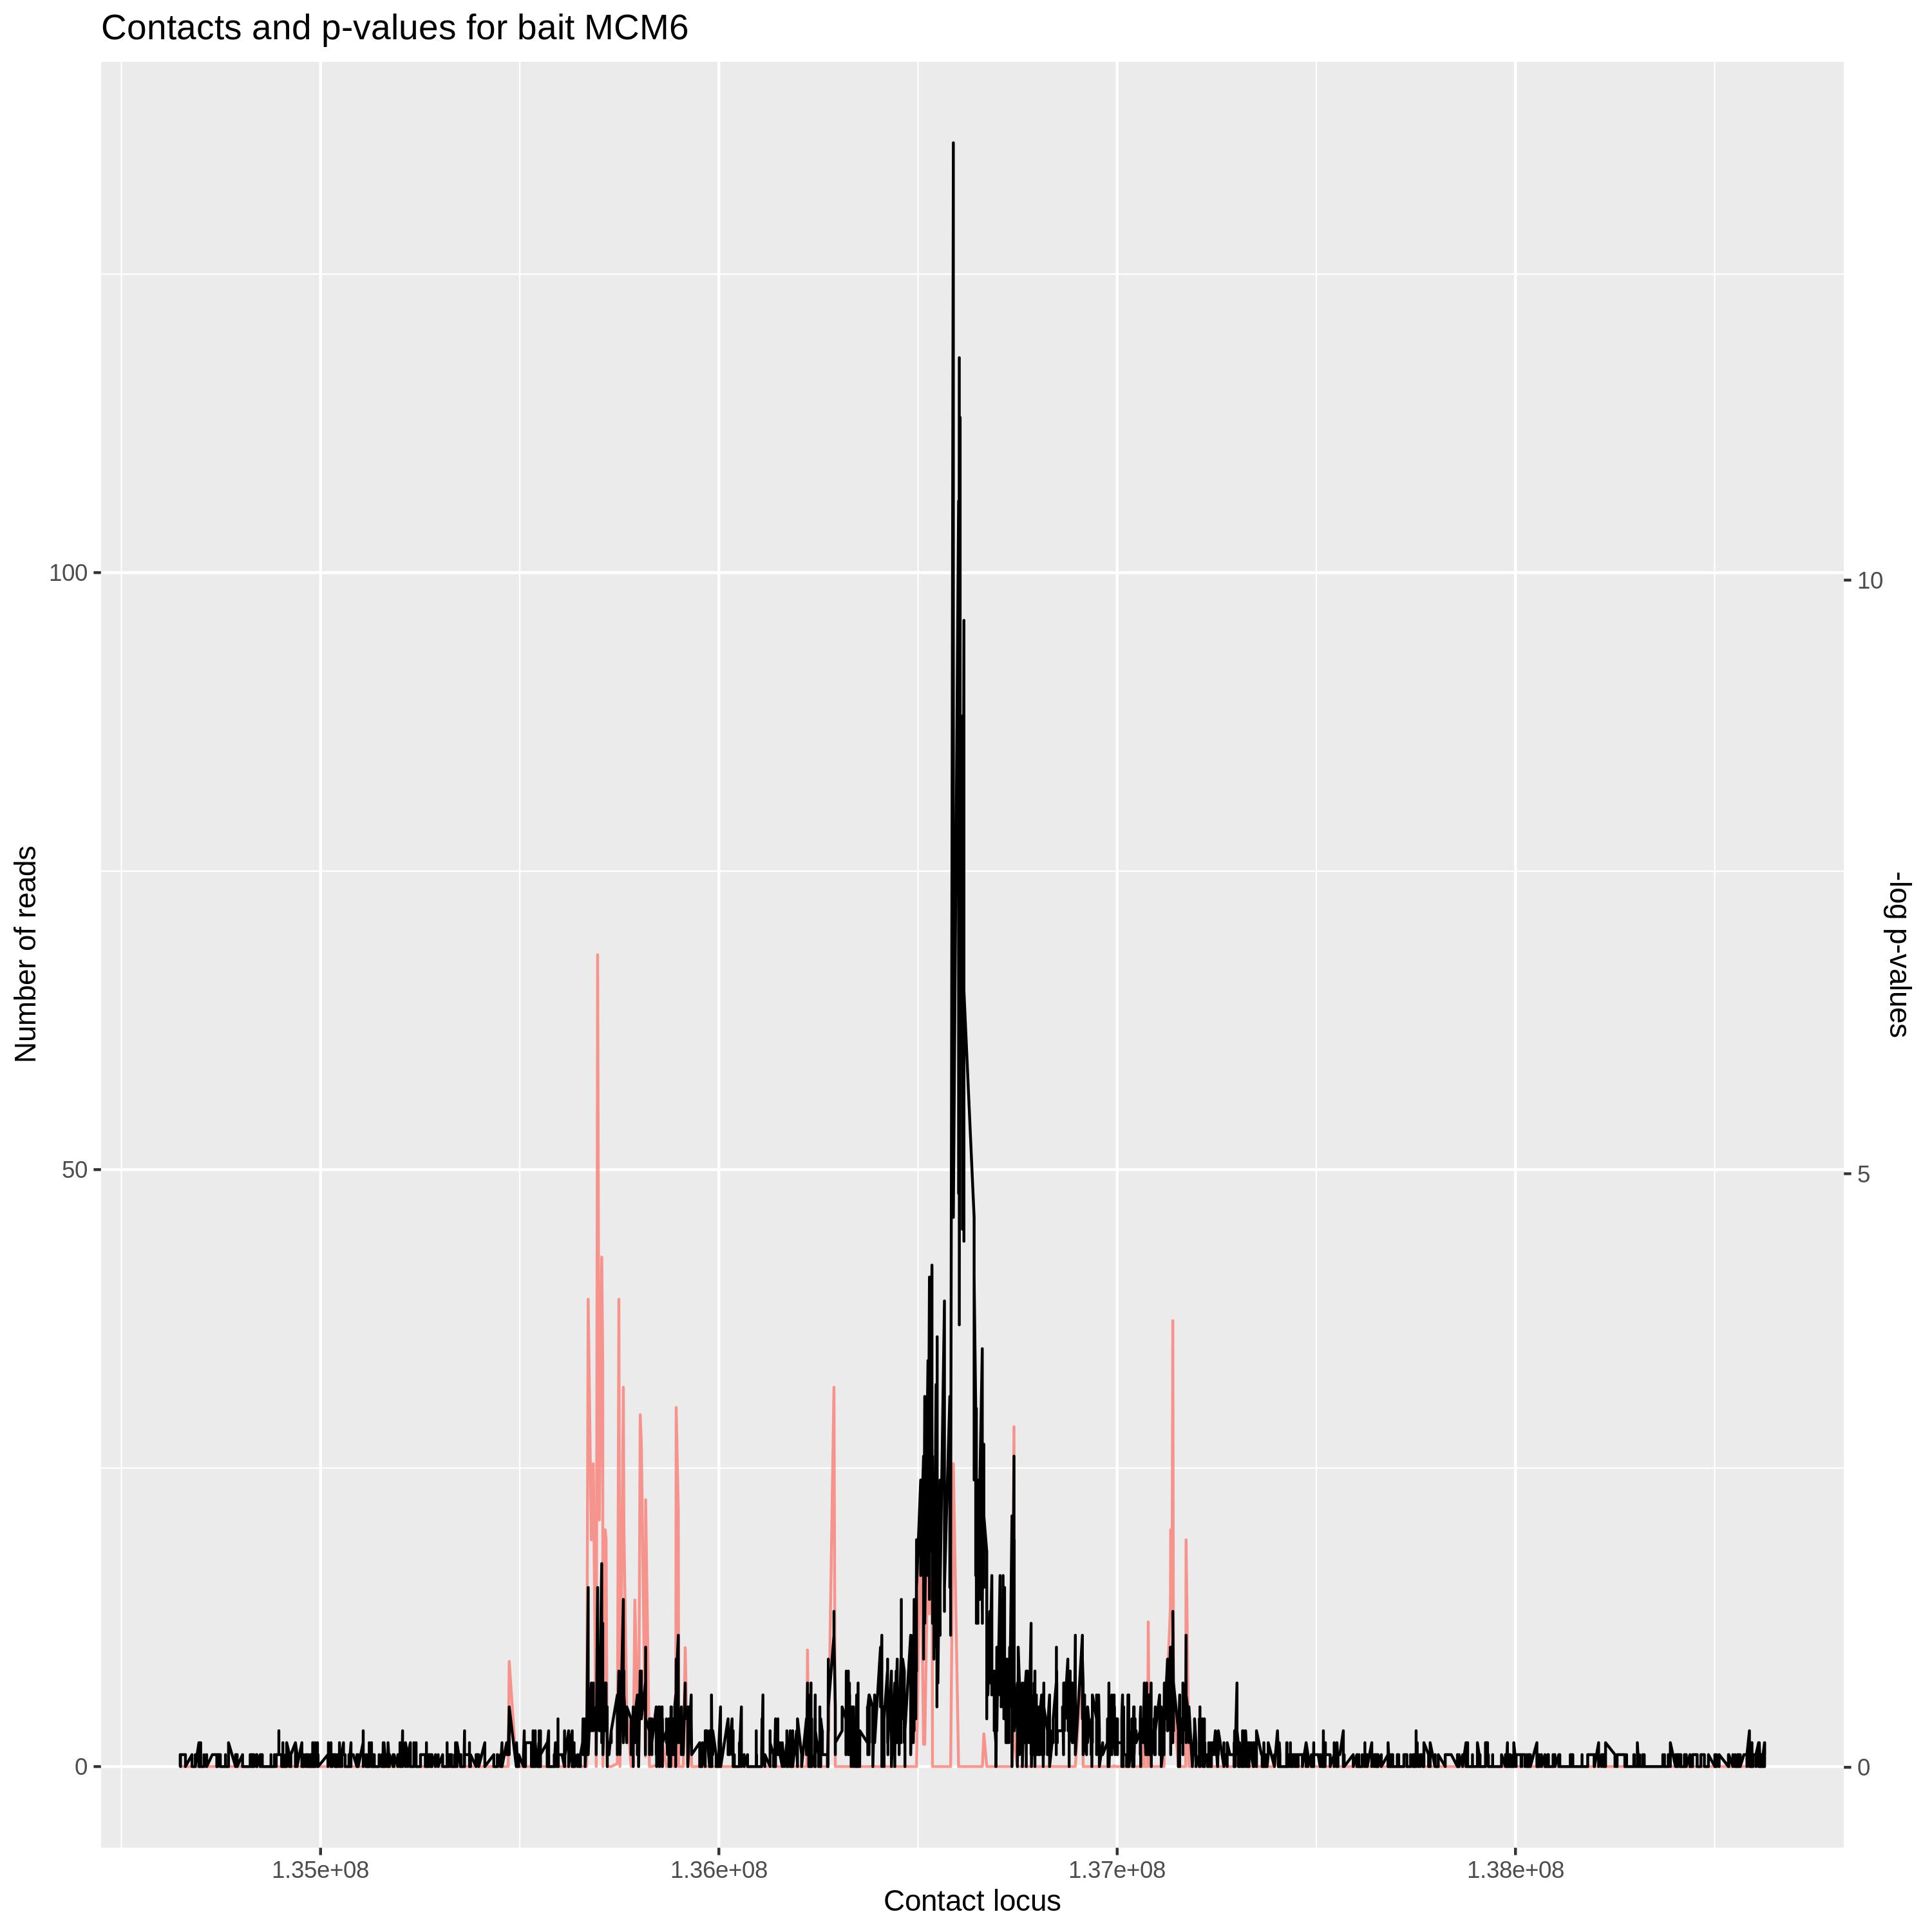 Contacts and p-values for bait MCM6
Number of reads
100
50
0
10
5
0
-log p-values
1.35e+08
1.36e+08
1.37e+08
1.38e+08
Contact locus